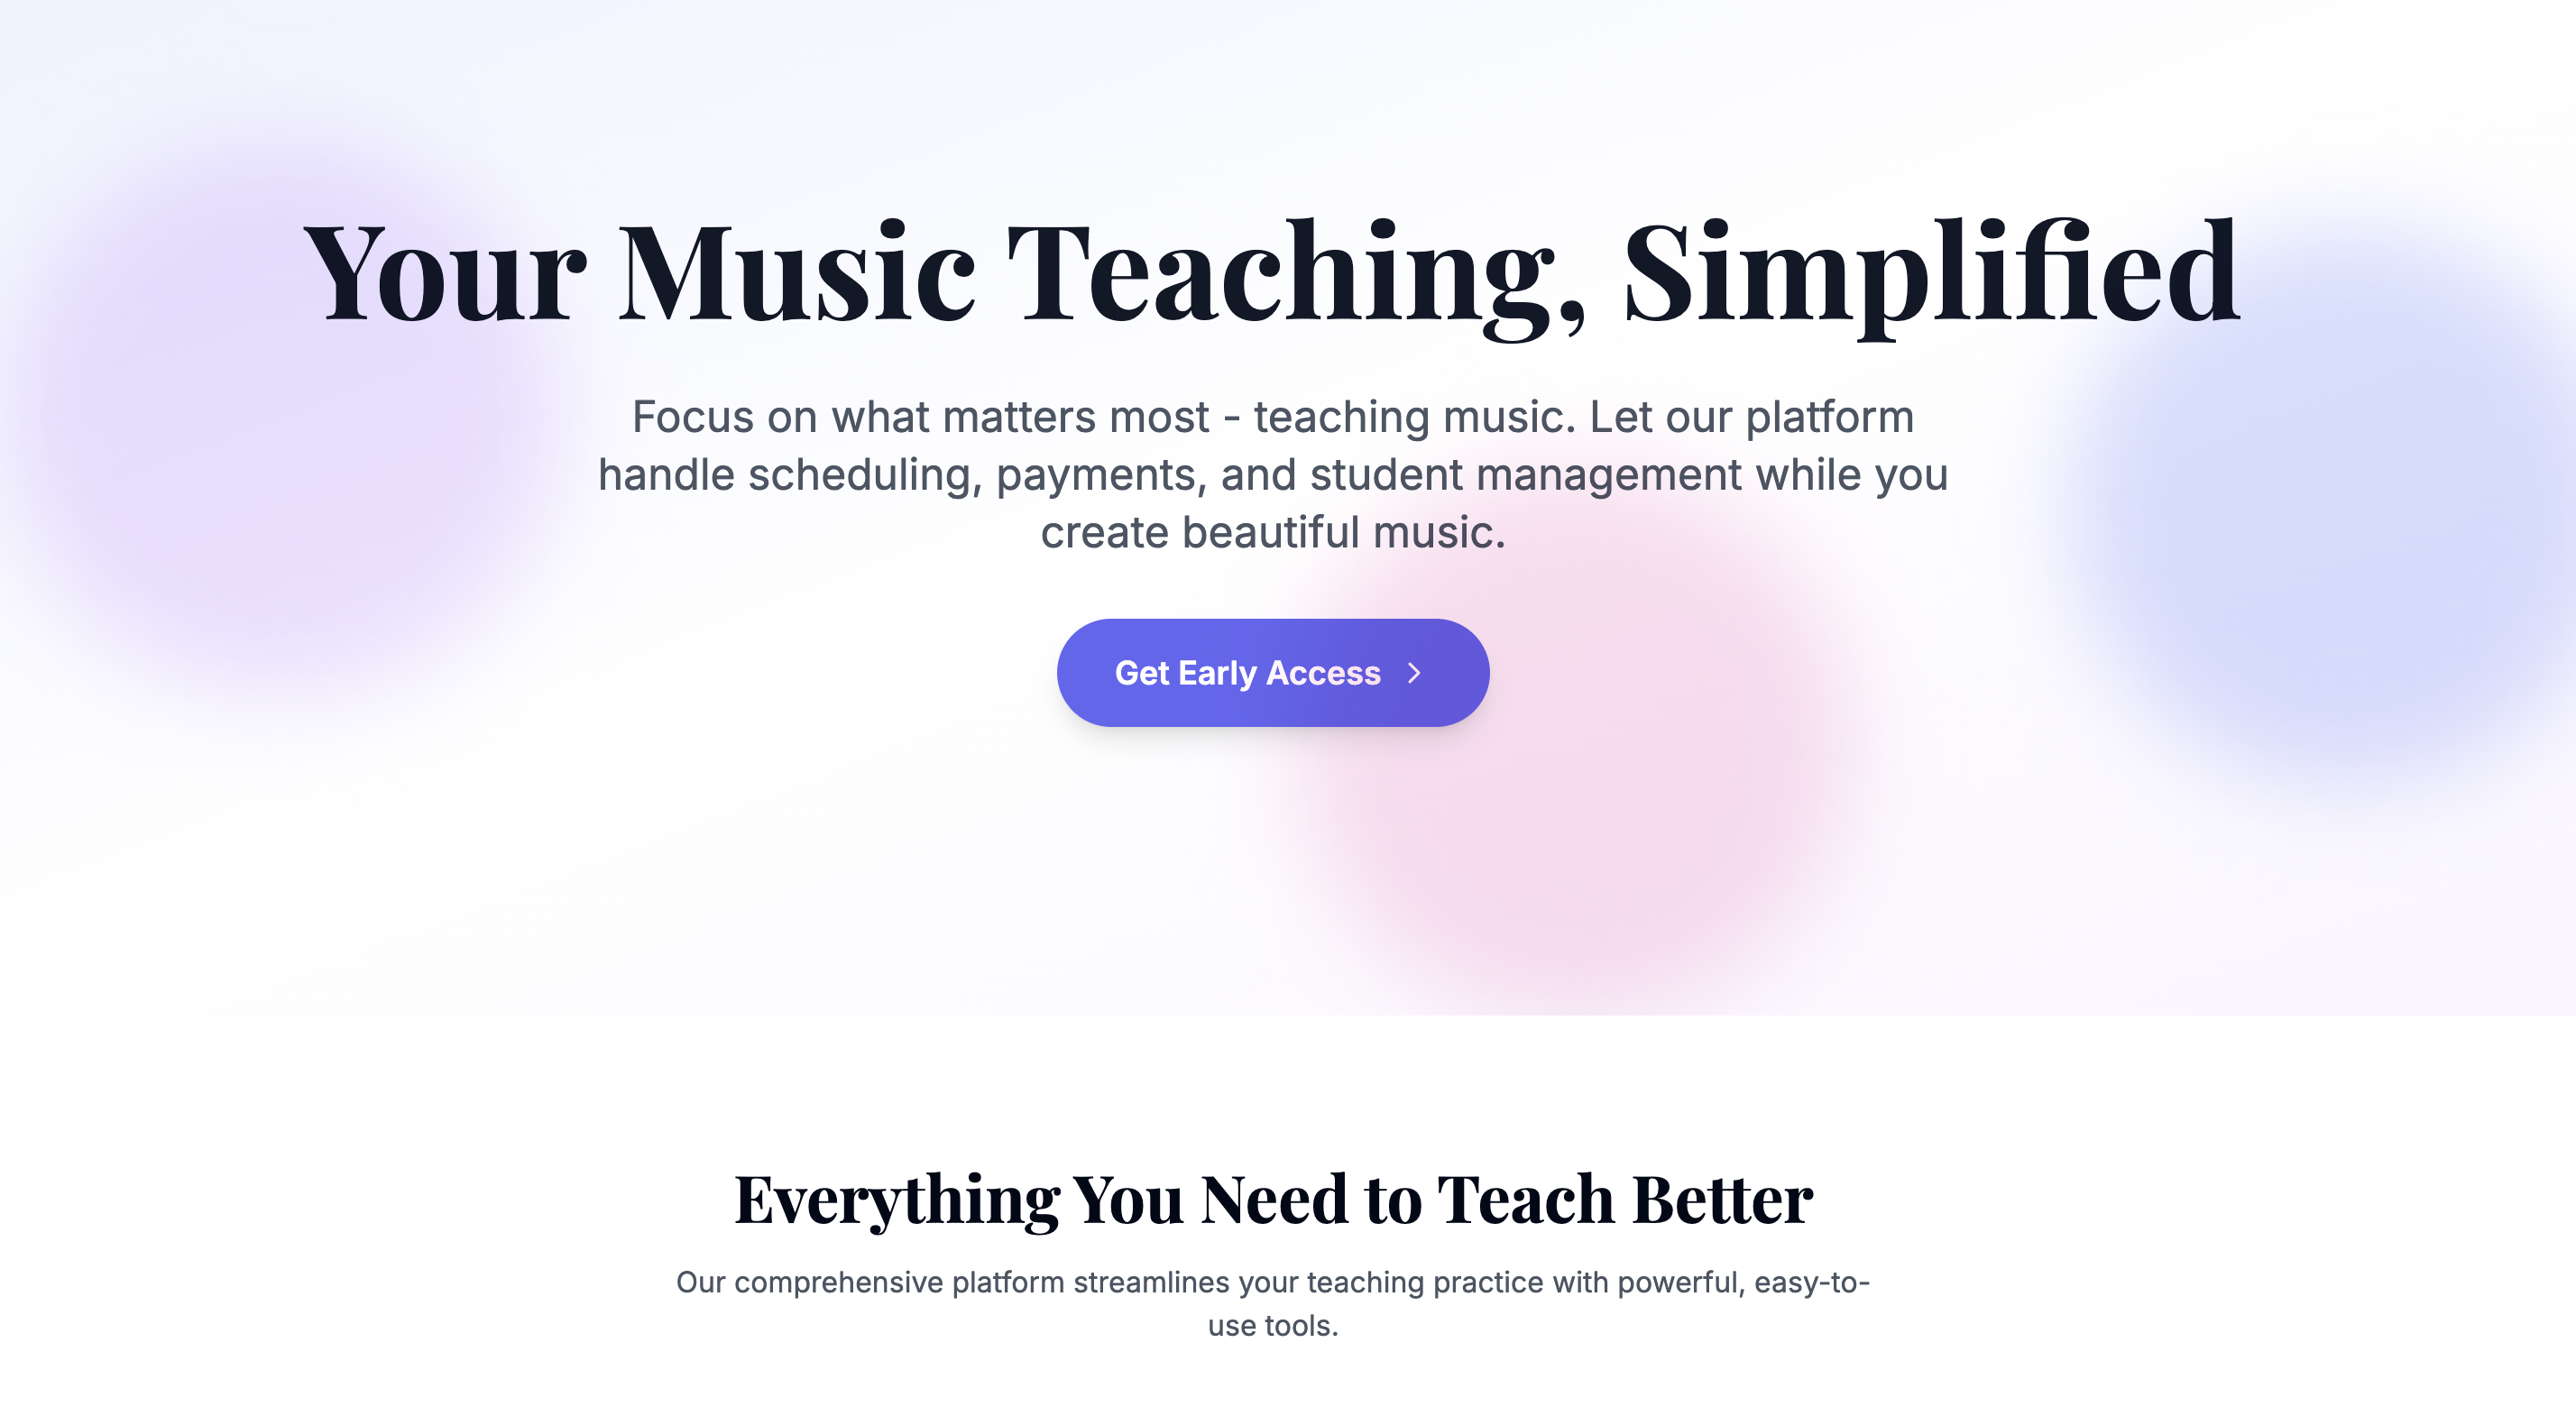 Your Music Teaching, Simplified
Focus on what matters most - teaching music. Let our platform
handle scheduling, payments, and student management while you
create beautiful music.
Get Early Access
Everything You Need to Teach Better
Our comprehensive platform streamlines your teaching practice with powerful, easy-to-
use tools.